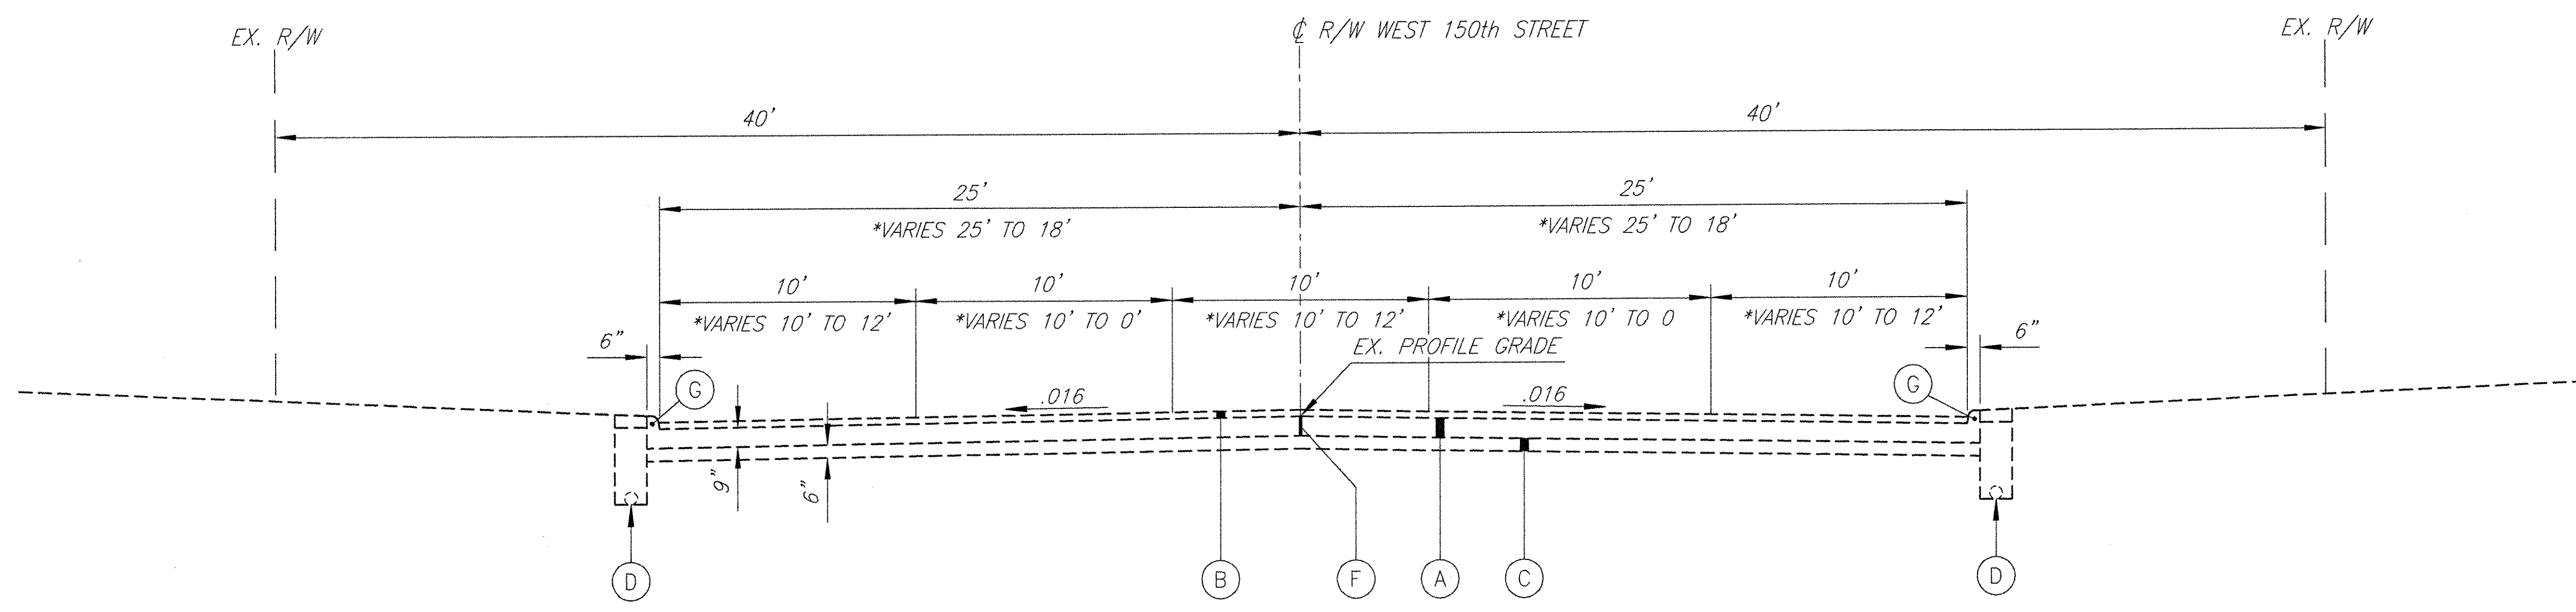 EX. R/W
℄ R/W WEST 150th STREET
EX. R/W
40'
40'
25'
25'
*VARIES 25' TO 18'
*VARIES 25' TO 18'
10'
10'
10'
10'
10'
*VARIES 10' TO 12'
*VARIES 10' TO 0'
*VARIES 10' TO 12'
*VARIES 10' TO 0
*VARIES 10' TO 12'
6"
EX. PROFILE GRADE
6"
G
.016
.016
G
9"
6"
D
B
F
A
C
D